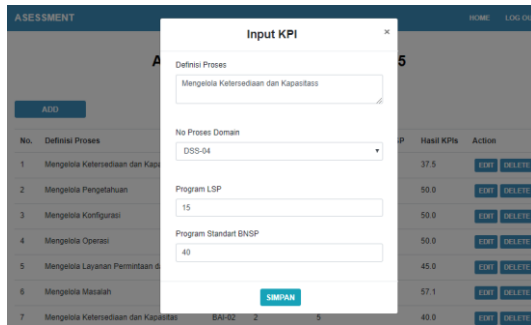 ASESSMENT HOME LOG OU
Input KPI ×
A 5
Definisi Proses
Mengelola Ketersediaan dan Kapasitass
ADD
No Proses Domain
DSS-04
No. Definisi Proses SP Hasil KPIs Action
1 Mengelola Ketersediaan dan Kapa 37.5 EDIT DELETE
2 Mengelola Pengetahuan 50.0 EDIT DELETE
Program LSP
15
3 Mengelola Konfigurasi 50.0 EDIT DELETE
Program Standart BNSP
40
4 Mengelola Operasi 50.0 EDIT DELETE
5 Mengelola Layanan Permintaan d 45.0 EDIT DELETE
SIMPAN
6 Mengelola Masalah 57.1 EDIT DELETE
7 Mengelola Ketersediaan dan Kapasitas BAI-02 2 5 40.0 EDIT DELETE